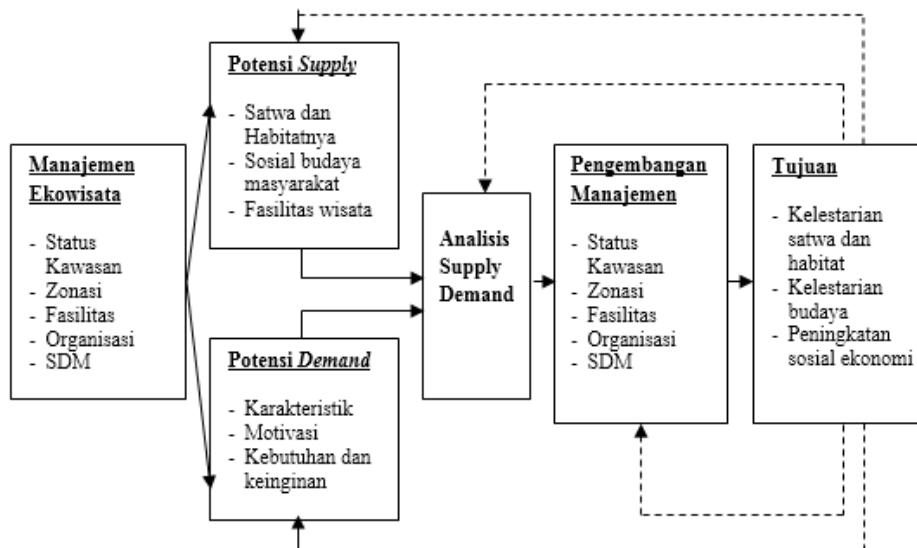 Manajemen
Ekowisata
- Status
Kawasan
- Zonasi
- Fasilitas
- Organisasi
- SDM
Potensi Supply
- Satwa dan
Habitatnya
- Sosial budaya
masyarakat
- Fasilitas wisata
Potensi Demand
- Karakteristik
- Motivasi
- Kebutuhan dan
keinginan
Analisis
Supply
Demand
Pengembangan
Manajemen
- Status
Kawasan
- Zonasi
- Fasilitas
- Organisasi
- SDM
Tujuan
- Kelestarian
satwa dan
habitat
- Kelestarian
budaya
- Peningkatan
sosial ekonomi